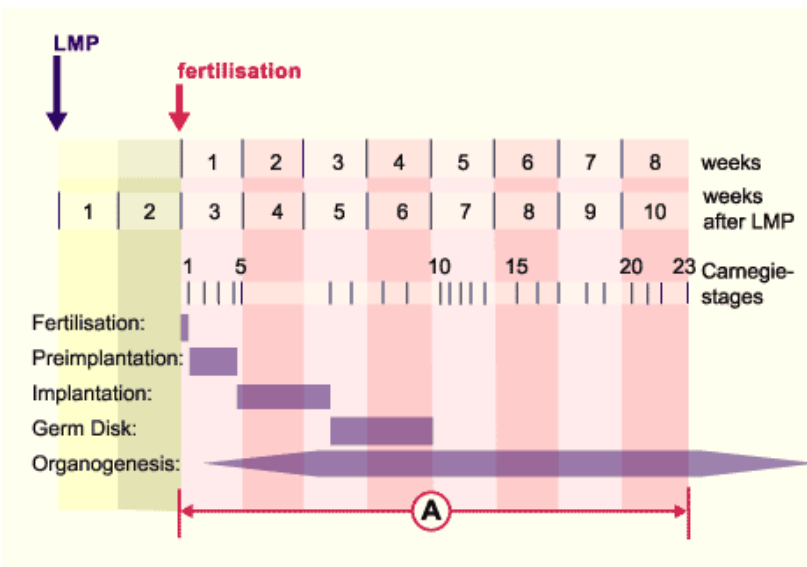 LMP
fertilisation
1 2 3 4 5 6 7 8 weeks
1 2 3 4 5 6 7 8 9 10 weeks
after LMP
1 5 10 15 20 23 Carnegie-
stages
Fertilisation:
Preimplantation:
Implantation:
Germ Disk:
Organogenesis:
A